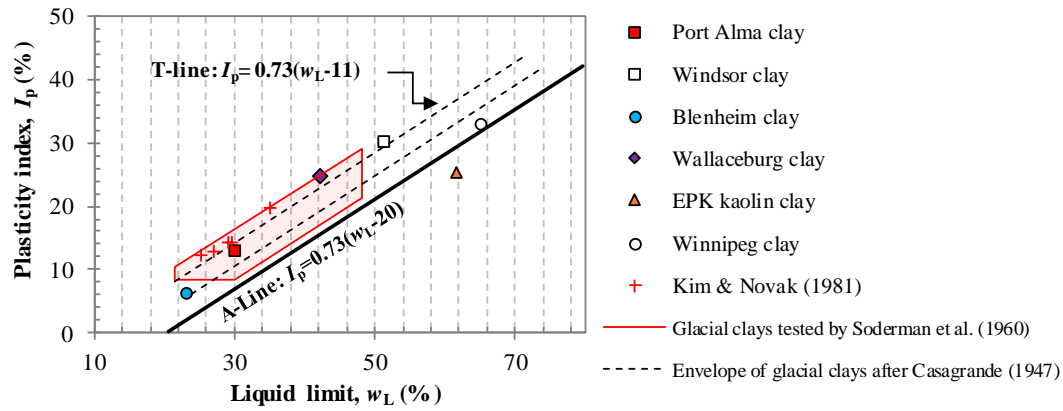 50
40
30
20
10
0
10
30
50
70
Plasticity index, Ip (%)
Liquid limit, wL (%)
T-line: Ip= 0.73(wL-11)
A-Line: Ip=0.73(wL-20)
Port Alma clay
Windsor clay
Blenheim clay
Wallaceburg clay
EPK kaolin clay
Winnipeg clay
Kim & Novak (1981)
Glacial clays tested by Soderman et al. (1960)
Envelope of glacial clays after Casagrande (1947)